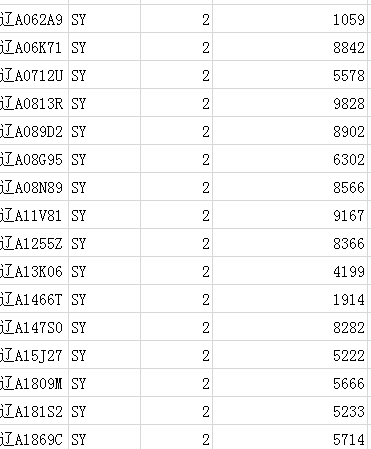 辽A062A9 SY 2 1059
辽A06K71 SY 2 8842
辽A0712U SY 2 5578
辽A0813R SY 2 9828
辽A089D2 SY 2 8902
辽A08G95 SY 2 6302
辽A08N89 SY 2 8566
辽A11V81 SY 2 9167
辽A1255Z SY 2 8366
辽A13K06 SY 2 4199
辽A1466T SY 2 1914
辽A147S0 SY 2 8282
辽A15J27 SY 2 5222
辽A1809M SY 2 5666
辽A181S2 SY 2 5233
辽A1869C SY 2 5714